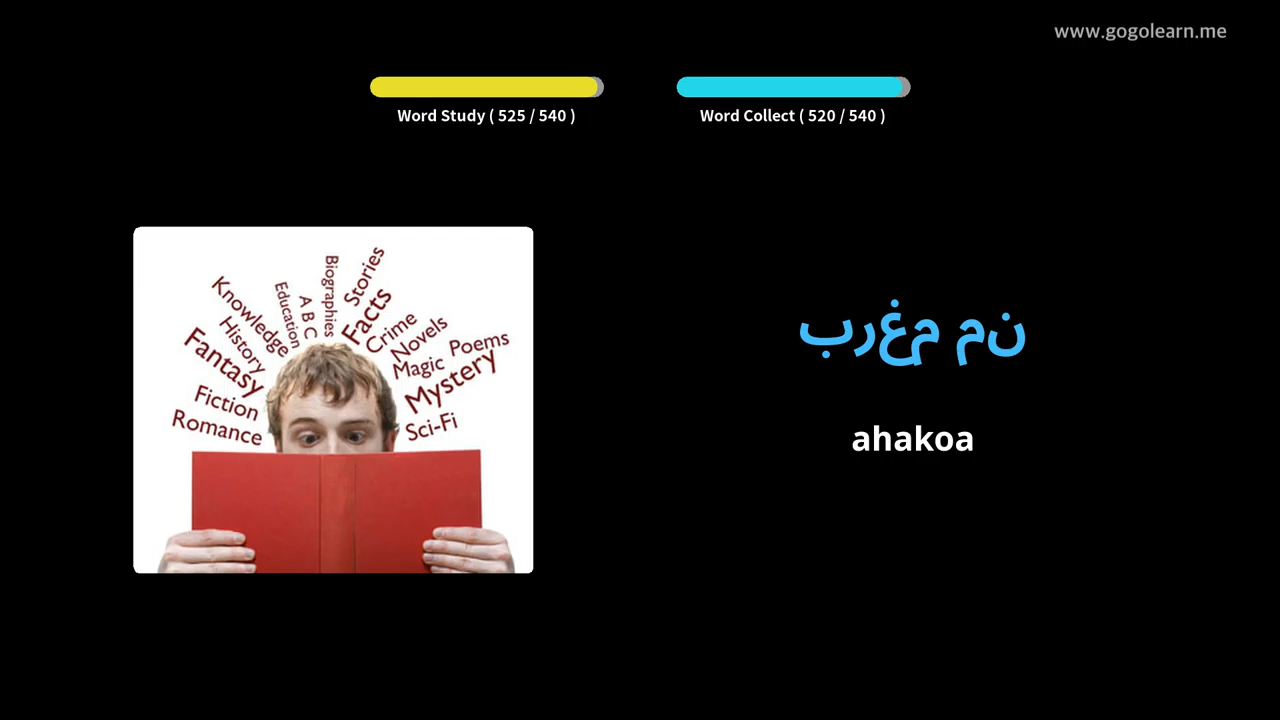 www.gogolearn.me
Word Study ( 525 / 540 )
Word Collect ( 520 / 540 )
Knowledge
History
Fantasy
Fiction
Romance
Education
A B C
Biographies
Stories
Facts
Crime
Novels
Magic
Poems
Mystery
Sci-Fi
برغم من
ahakoa